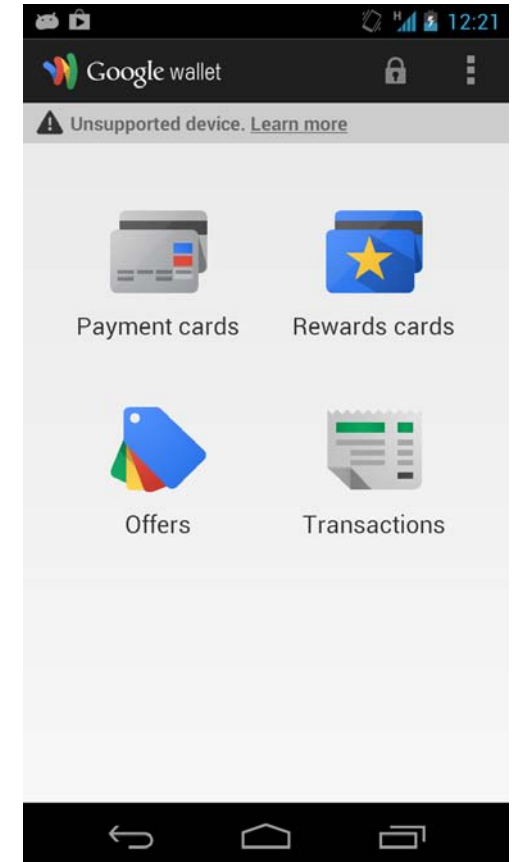 H 12:21
Google wallet
Unsupported device. Learn more
Payment cards Rewards cards
Offers Transactions